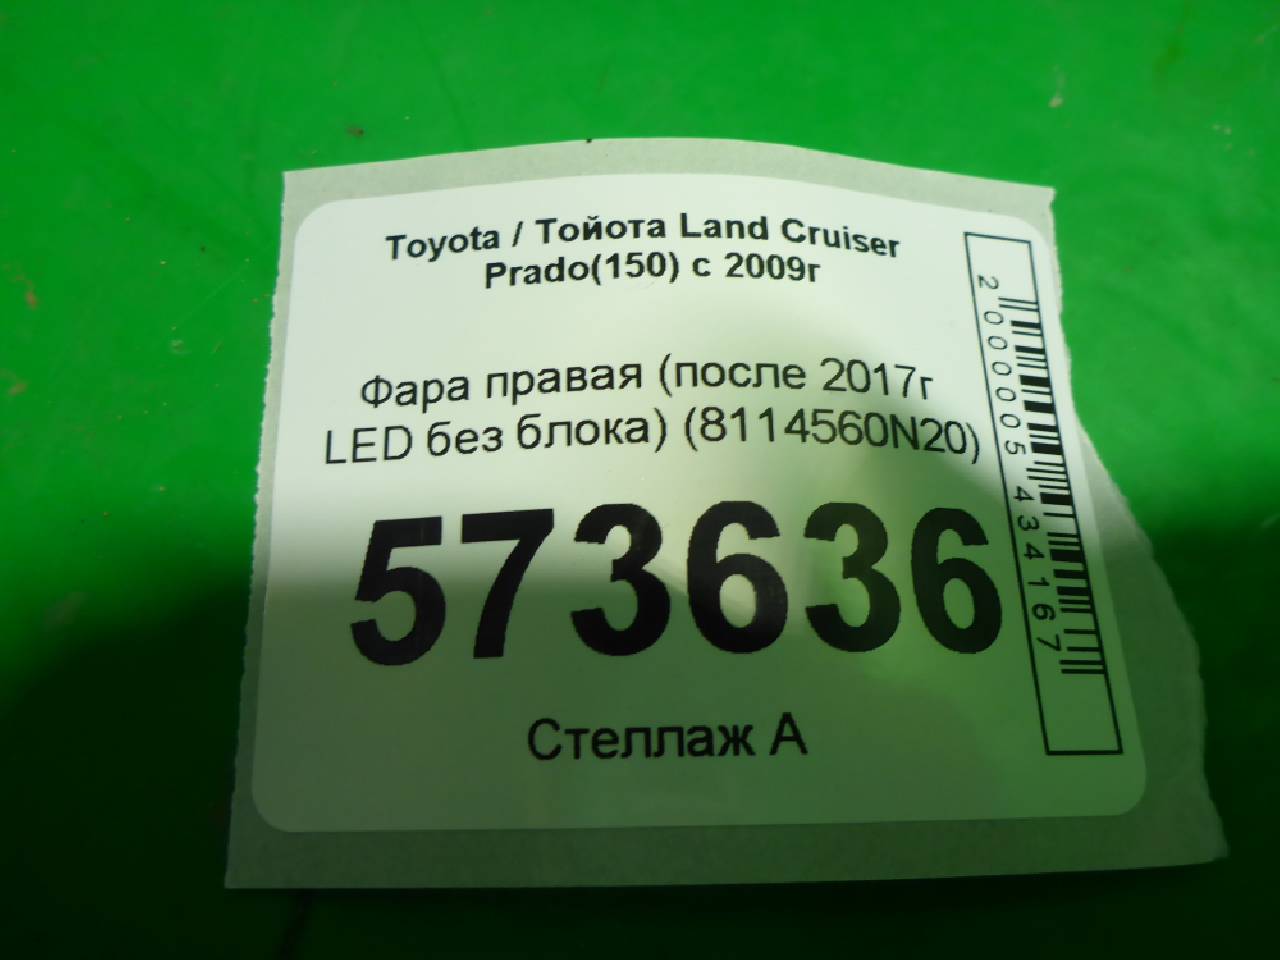 Toyota / Тойота Land Cruiser
Prado(150) с 2009г
Фара правая (после 2017г
LED без блока) (8114560N20)
573636
Стеллаж А
2000005434167